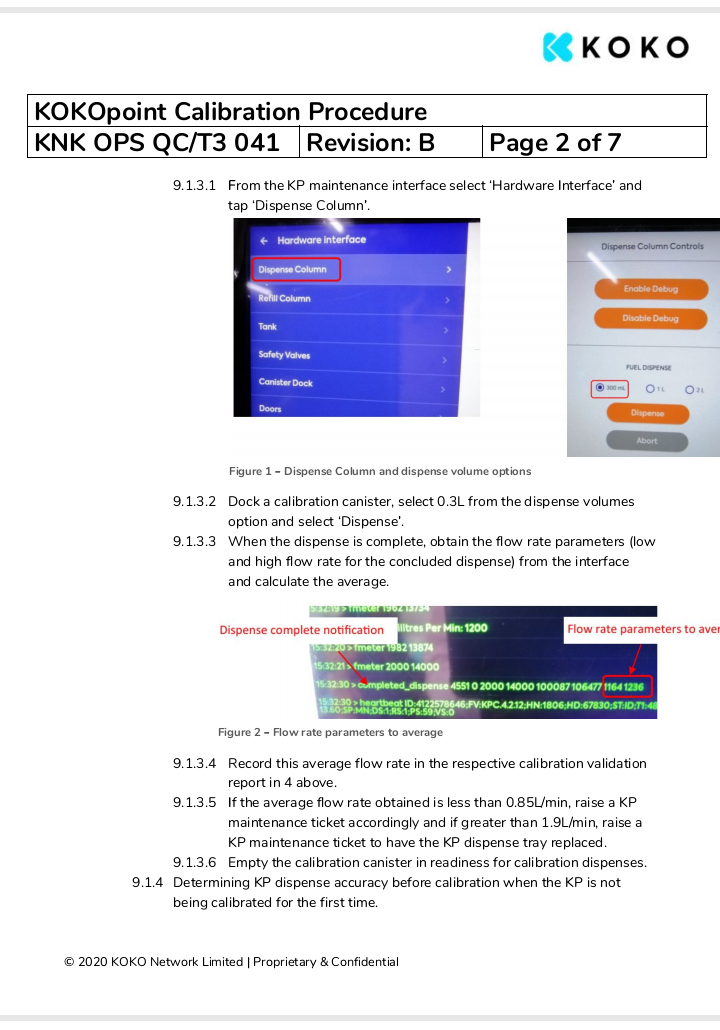 KOKO
KOKOpoint Calibration Procedure
KNK OPS QC/T3 041 Revision: B Page 2 of 7
9.1.3.1 From the KP maintenance interface select ‘Hardware Interface’ and
tap ‘Dispense Column’.
← Hardware interface
Dispense Column
Refill Column
Tank
Safety Valves
Canister Dock
Doors
Dispense Column Controls
Enable Debug
Disable Debug
FUEL DISPENSE
300 mL 1 L 2 L
Dispense
Abort
Figure 1 – Dispense Column and dispense volume options
9.1.3.2 Dock a calibration canister, select 0.3L from the dispense volumes
option and select ‘Dispense’.
9.1.3.3 When the dispense is complete, obtain the flow rate parameters (low
and high flow rate for the concluded dispense) from the interface
and calculate the average.
15:32:19 > fmeter 1962 13734
Dispense complete notification
llitres Per Min: 1200
Flow rate parameters to aver
15:32:20 > fmeter 1982 13874
15:32:21 > fmeter 2000 14000
15:32:30 > completed_dispense 4551 0 2000 14000 100087 106477 1164 1236
15:32:30 > heartbeat ID:4122578646;FV:KPC.4.2.12;HN:1806;HD:67830;ST:ID;T1:48
13.60;SP:MN;DS:1;RS:1;PS:59;VS:0
Figure 2 – Flow rate parameters to average
9.1.3.4 Record this average flow rate in the respective calibration validation
report in 4 above.
9.1.3.5 If the average flow rate obtained is less than 0.85L/min, raise a KP
maintenance ticket accordingly and if greater than 1.9L/min, raise a
KP maintenance ticket to have the KP dispense tray replaced.
9.1.3.6 Empty the calibration canister in readiness for calibration dispenses.
9.1.4 Determining KP dispense accuracy before calibration when the KP is not
being calibrated for the first time.
© 2020 KOKO Network Limited | Proprietary & Confidential